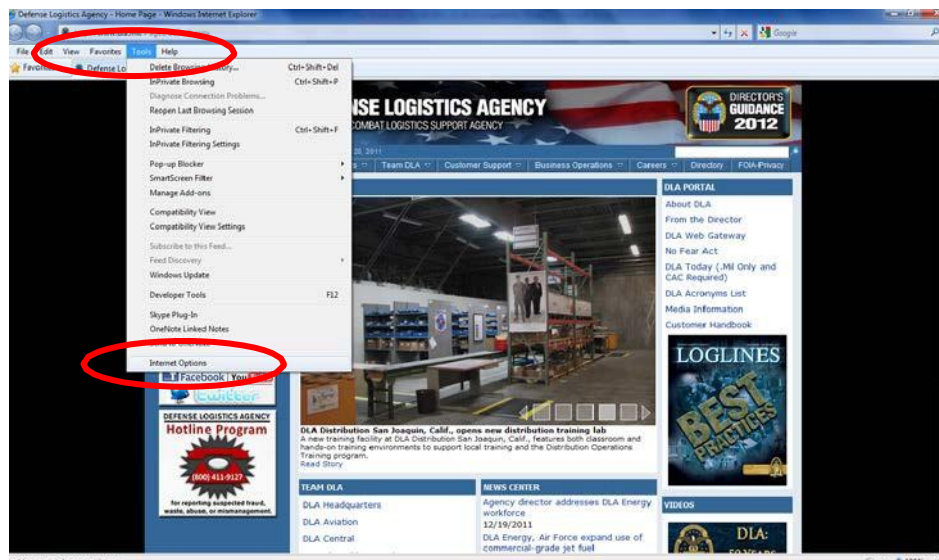 Defense Logistics Agency - Home Page - Windows Internet Explorer
Google
File Edit View Favorites Tools Help
Favorites
Defense Lo
Delete Browsing History... Ctrl+Shift+Del
InPrivate Browsing Ctrl+Shift+P
Diagnose Connection Problems...
Reopen Last Browsing Session
InPrivate Filtering Ctrl+Shift+F
InPrivate Filtering Settings
Pop-up Blocker
SmartScreen Filter
Manage Add-ons
Compatibility View
Compatibility View Settings
Subscribe to this Feed...
Feed Discovery
Windows Update
Developer Tools F12
Skype Plug-In
OneNote Linked Notes
Internet Options
NSE LOGISTICS AGENCY
COMBAT LOGISTICS SUPPORT AGENCY
DIRECTOR'S
GUIDANCE
2012
20, 2011
Team DLA Customer Support Business Operations Careers Directory FOIA-Privacy
DLA PORTAL
About DLA
From the Director
DLA Web Gateway
No Fear Act
DLA Today (.Mil Only and
CAC Required)
DLA Acronyms List
Media Information
Customer Handbook
LOGLINES
BEST
PRACTICES
Facebook You
twitter
DEFENSE LOGISTICS AGENCY
Hotline Program
(800) 411-9127
for reporting suspected fraud,
waste, abuse, or mismanagement.
DLA Distribution San Joaquin, Calif., opens new distribution training lab
A new training facility at DLA Distribution San Joaquin, Calif., features both classroom and
hands-on training environments to support local training and the Distribution Operations
Training program.
Read Story
TEAM DLA
DLA Headquarters
DLA Aviation
DLA Central
NEWS CENTER
Agency director addresses DLA Energy
workforce
12/19/2011
DLA Energy, Air Force expand use of
commercial-grade jet fuel
VIDEOS
DLA:
50 YEARS